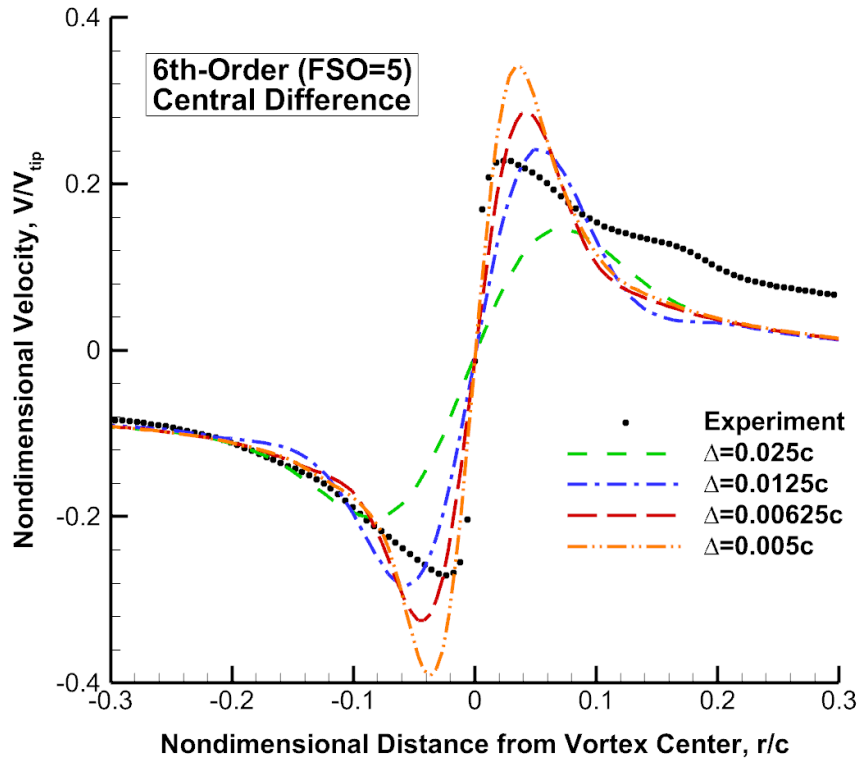 6th-Order (FSO=5)
Central Difference
Nondimensional Velocity, V/V_tip
0.4
0.2
0
-0.2
-0.4
Experiment
Δ=0.025c
Δ=0.0125c
Δ=0.00625c
Δ=0.005c
-0.3 -0.2 -0.1 0 0.1 0.2 0.3
Nondimensional Distance from Vortex Center, r/c